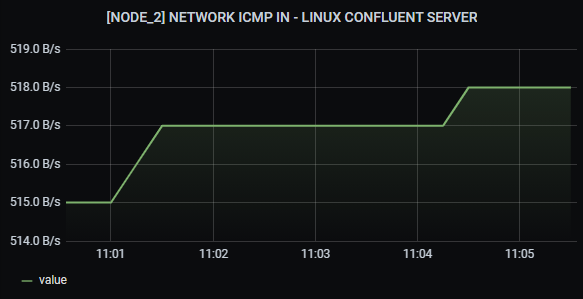 [NODE_2] NETWORK ICMP IN - LINUX CONFLUENT SERVER
519.0 B/s
518.0 B/s
517.0 B/s
516.0 B/s
515.0 B/s
514.0 B/s
11:01 11:02 11:03 11:04 11:05
value